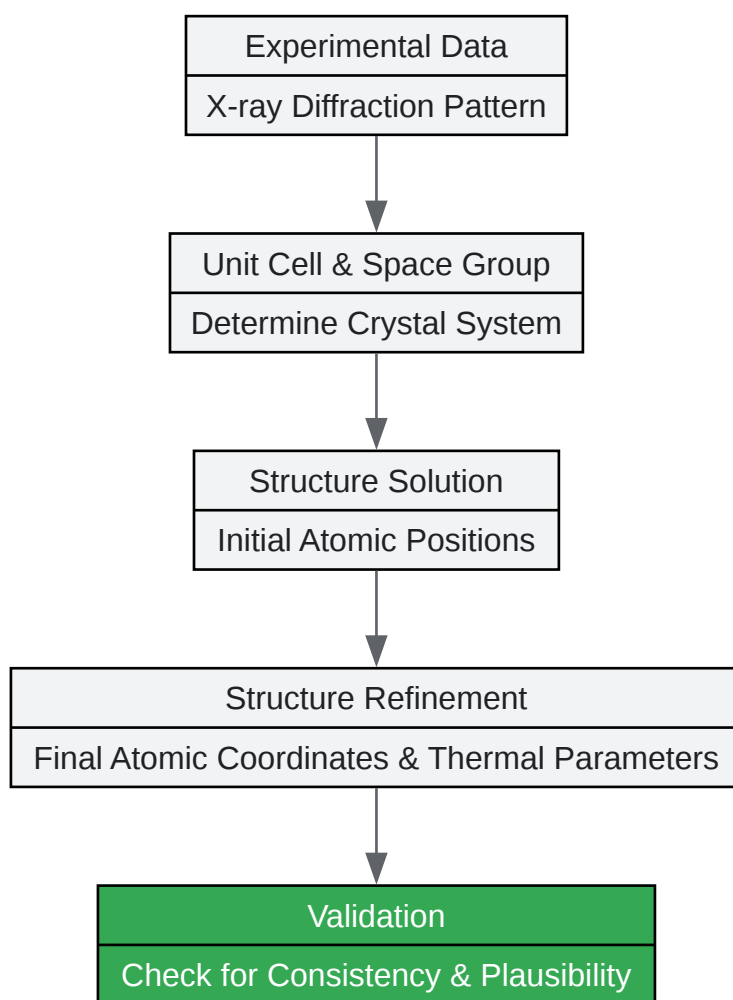 Experimental Data
X-ray Diffraction Pattern
Unit Cell & Space Group
Determine Crystal System
Structure Solution
Initial Atomic Positions
Structure Refinement
Final Atomic Coordinates & Thermal Parameters
Validation
Check for Consistency & Plausibility